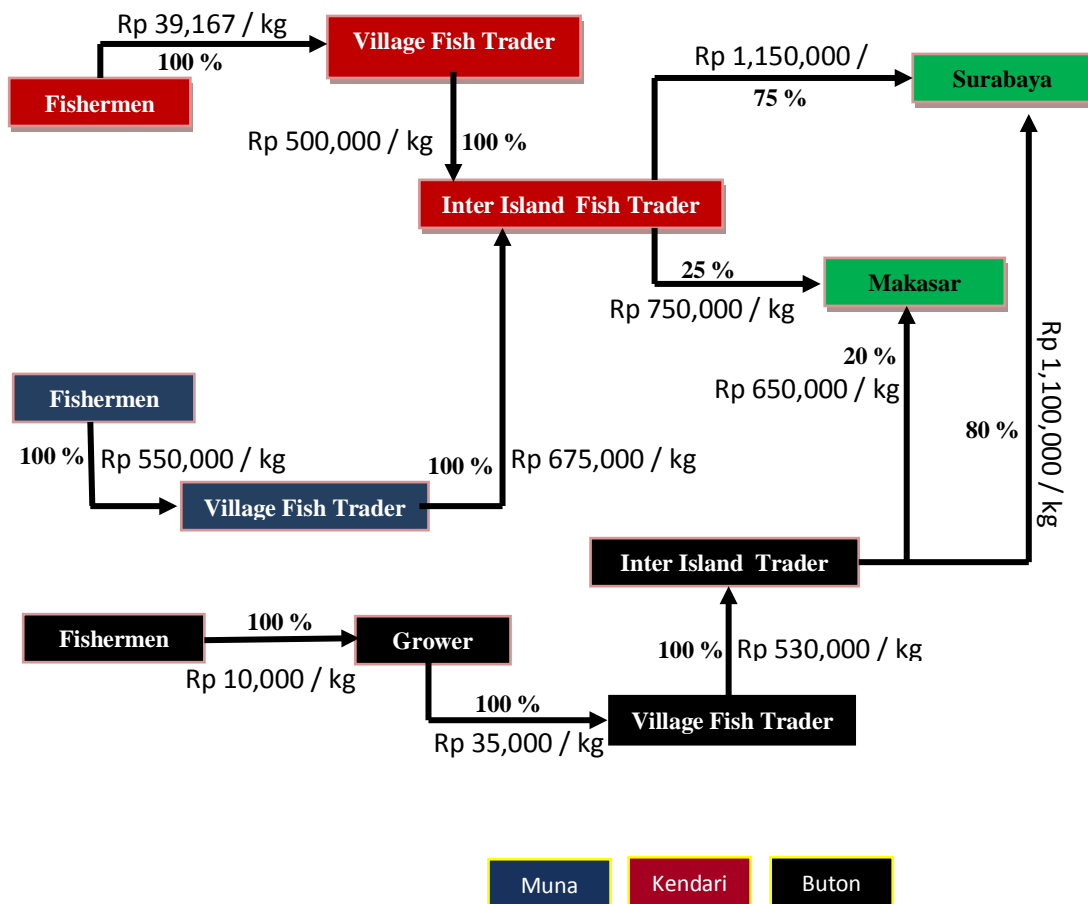 Rp 39,167 / kg
100 %
Village Fish Trader
Fishermen
Rp 1,150,000 /
75 %
Surabaya
Rp 500,000 / kg
100 %
Inter Island Fish Trader
25 %
Rp 750,000 / kg
Makasar
20 %
Rp 650,000 / kg
80 %
Rp 1,100,000 / kg
Fishermen
100 %
Rp 550,000 / kg
100 %
Rp 675,000 / kg
Village Fish Trader
Inter Island Trader
Fishermen
100 %
Rp 10,000 / kg
Grower
100 %
Rp 530,000 / kg
100 %
Rp 35,000 / kg
Village Fish Trader
Muna
Kendari
Buton